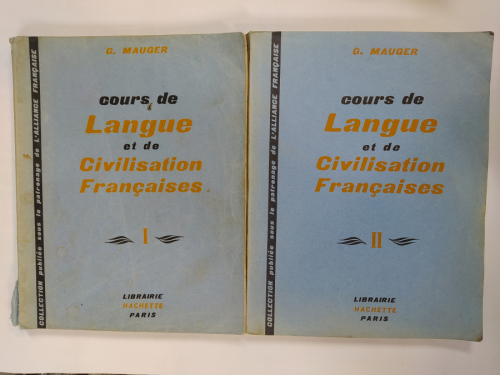 COLLECTION publiée sous le patronage de L'ALLIANCE FRANÇAISE
G. MAUGER
cours de
Langue
et de
Civilisation
Françaises
I
LIBRAIRIE
HACHETTE
PARIS
COLLECTION publiée sous le patronage de L'ALLIANCE FRANÇAISE
G. MAUGER
cours de
Langue
et de
Civilisation
Françaises
II
LIBRAIRIE
HACHETTE
PARIS